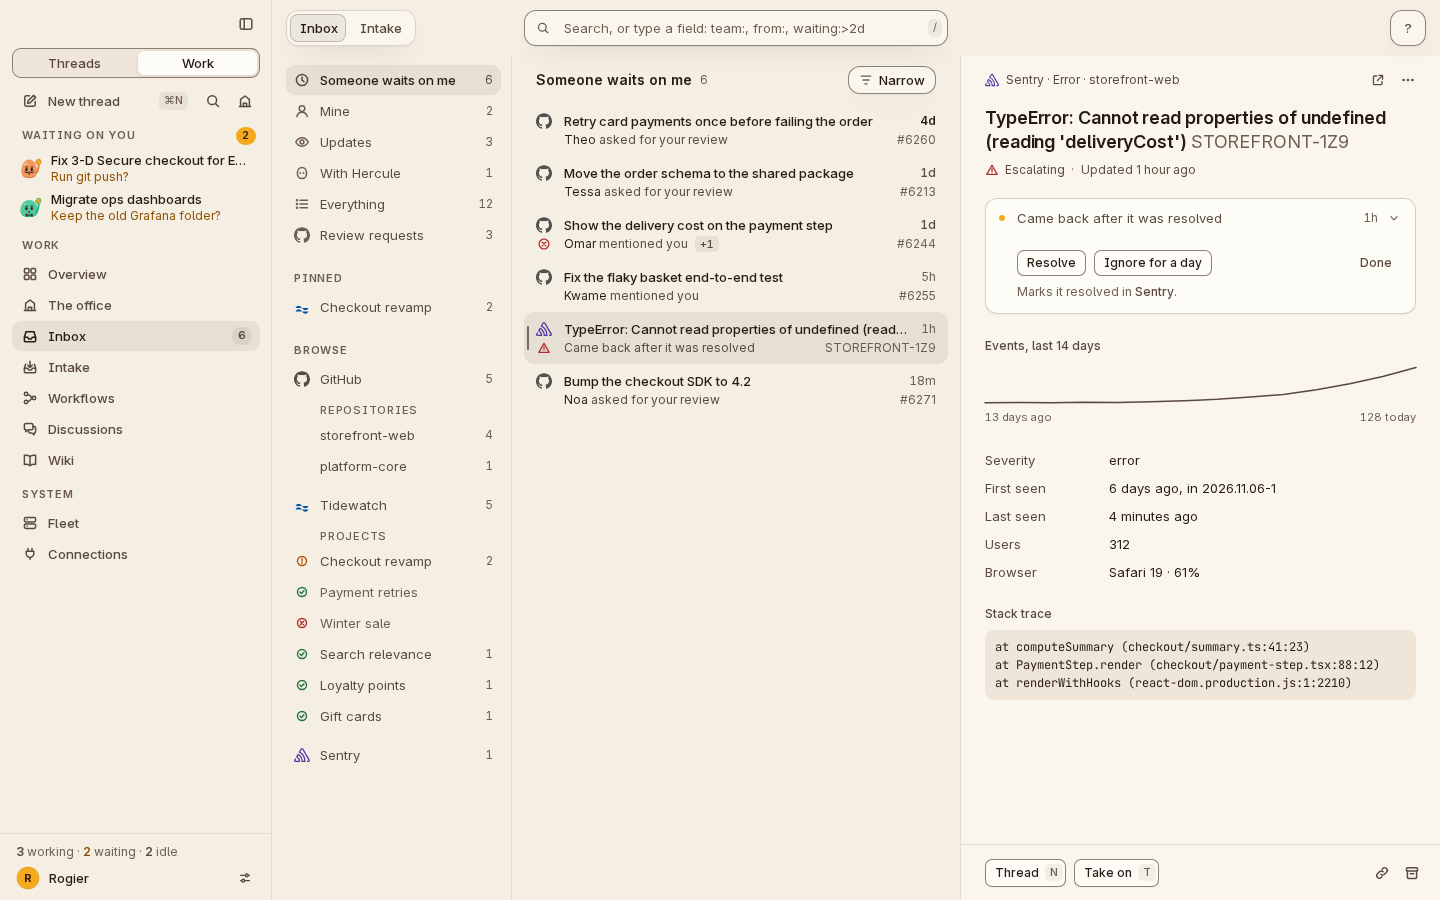 Threads
Work
New thread
⌘N
WAITING ON YOU
2
Fix 3-D Secure checkout for E…
Run git push?
Migrate ops dashboards
Keep the old Grafana folder?
WORK
Overview
The office
Inbox
6
Intake
Workflows
Discussions
Wiki
SYSTEM
Fleet
Connections
3 working · 2 waiting · 2 idle
R
Rogier
Inbox
Intake
Someone waits on me
6
Mine
2
Updates
3
With Hercule
1
Everything
12
Review requests
3
PINNED
Checkout revamp
2
BROWSE
GitHub
5
REPOSITORIES
storefront-web
4
platform-core
1
Tidewatch
5
PROJECTS
Checkout revamp
2
Payment retries
Winter sale
Search relevance
1
Loyalty points
1
Gift cards
1
Sentry
1
Search, or type a field: team:, from:, waiting:>2d
/
?
Someone waits on me 6
Narrow
Retry card payments once before failing the order
4d
Theo asked for your review
#6260
Move the order schema to the shared package
1d
Tessa asked for your review
#6213
Show the delivery cost on the payment step
1d
Omar mentioned you +1
#6244
Fix the flaky basket end-to-end test
5h
Kwame mentioned you
#6255
TypeError: Cannot read properties of undefined (read…
1h
Came back after it was resolved
STOREFRONT-1Z9
Bump the checkout SDK to 4.2
18m
Noa asked for your review
#6271
Sentry · Error · storefront-web
TypeError: Cannot read properties of undefined
(reading 'deliveryCost') STOREFRONT-1Z9
Escalating · Updated 1 hour ago
Came back after it was resolved
1h
Resolve
Ignore for a day
Done
Marks it resolved in Sentry.
Events, last 14 days
13 days ago
128 today
Severity
error
First seen
6 days ago, in 2026.11.06-1
Last seen
4 minutes ago
Users
312
Browser
Safari 19 · 61%
Stack trace
at computeSummary (checkout/summary.ts:41:23)
at PaymentStep.render (checkout/payment-step.tsx:88:12)
at renderWithHooks (react-dom.production.js:1:2210)
Thread N
Take on T